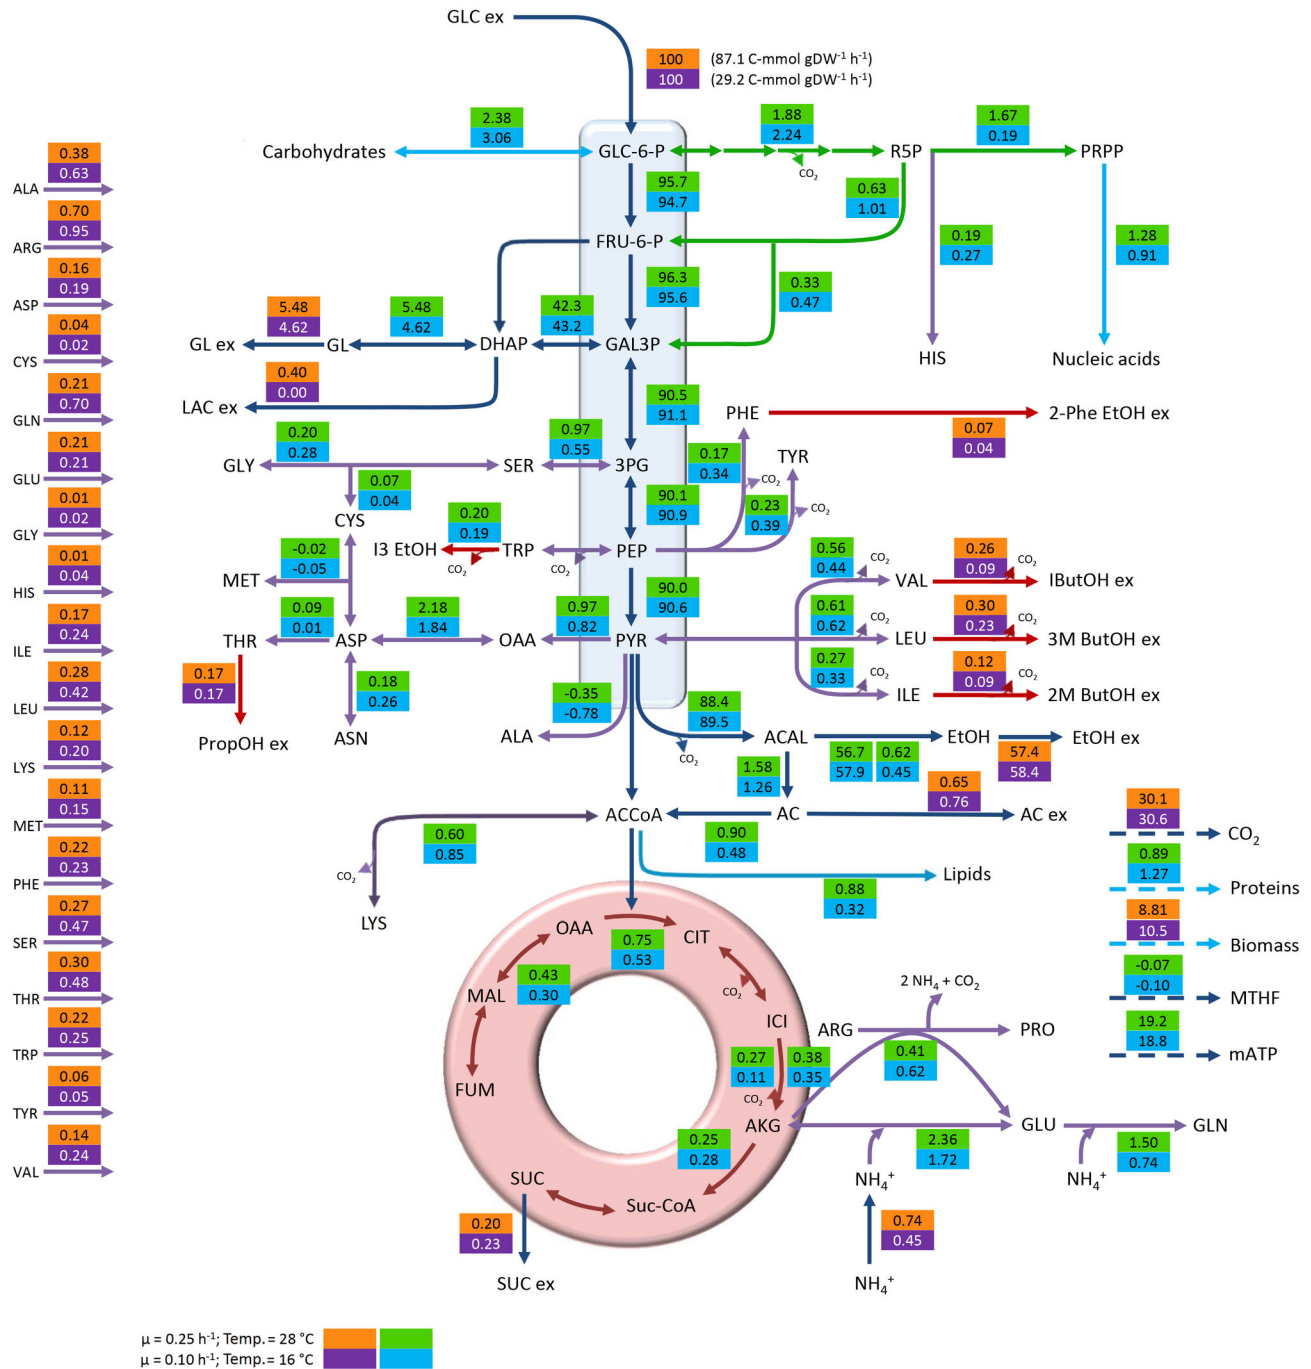 GLC ex
100 (87.1 C-mmol gDW⁻¹ h⁻¹)
100 (29.2 C-mmol gDW⁻¹ h⁻¹)
2.38
3.06
1.88
2.24
1.67
0.19
Carbohydrates
GLC-6-P
CO₂
R5P
PRPP
95.7
94.7
0.63
1.01
FRU-6-P
0.19
0.27
1.28
0.91
96.3
95.6
0.33
0.47
5.48
4.62
5.48
4.62
42.3
43.2
GL ex
GL
DHAP
GAL3P
HIS
Nucleic acids
0.40
0.00
LAC ex
90.5
91.1
PHE
2-Phe EtOH ex
0.07
0.04
0.20
0.28
0.97
0.55
GLY
SER
3PG
0.17
0.34
TYR
CO₂
0.07
0.04
CYS
90.1
90.9
0.23
0.39
CO₂
0.20
0.19
I3 EtOH
CO₂
TRP
CO₂
PEP
-0.02
-0.05
MET
0.56
0.44
CO₂
VAL
0.26
0.09
CO₂
IButOH ex
90.0
90.6
0.09
0.01
2.18
1.84
0.97
0.82
THR
ASP
OAA
PYR
0.61
0.62
CO₂
LEU
0.30
0.23
CO₂
3M ButOH ex
0.17
0.17
0.18
0.26
0.27
0.33
CO₂
ILE
0.12
0.09
CO₂
2M ButOH ex
PropOH ex
ASN
-0.35
-0.78
ALA
88.4
89.5
CO₂
ACAL
EtOH
EtOH ex
56.7
57.9
0.62
0.45
57.4
58.4
1.58
1.26
0.65
0.76
ACCoA
AC
AC ex
0.60
0.85
CO₂
LYS
0.90
0.48
0.88
0.32
Lipids
OAA
0.75
0.53
CIT
0.43
0.30
MAL
CO₂
ICI
FUM
0.27
0.11
0.38
0.35
CO₂
AKG
0.25
0.28
SUC
Suc-CoA
0.20
0.23
SUC ex
2 NH₄ + CO₂
ARG
PRO
0.41
0.62
GLU
GLN
2.36
1.72
1.50
0.74
NH₄⁺
NH₄⁺
0.74
0.45
NH₄⁺
0.38
0.63
ALA
0.70
0.95
ARG
0.16
0.19
ASP
0.04
0.02
CYS
0.21
0.70
GLN
0.21
0.21
GLU
0.01
0.02
GLY
0.01
0.04
HIS
0.17
0.24
ILE
0.28
0.42
LEU
0.12
0.20
LYS
0.11
0.15
MET
0.22
0.23
PHE
0.27
0.47
SER
0.30
0.48
THR
0.22
0.25
TRP
0.06
0.05
TYR
0.14
0.24
VAL
30.1
30.6
CO₂
0.89
1.27
Proteins
8.81
10.5
Biomass
-0.07
-0.10
MTHF
19.2
18.8
mATP
μ = 0.25 h⁻¹; Temp.= 28 °C
μ = 0.10 h⁻¹; Temp.= 16 °C